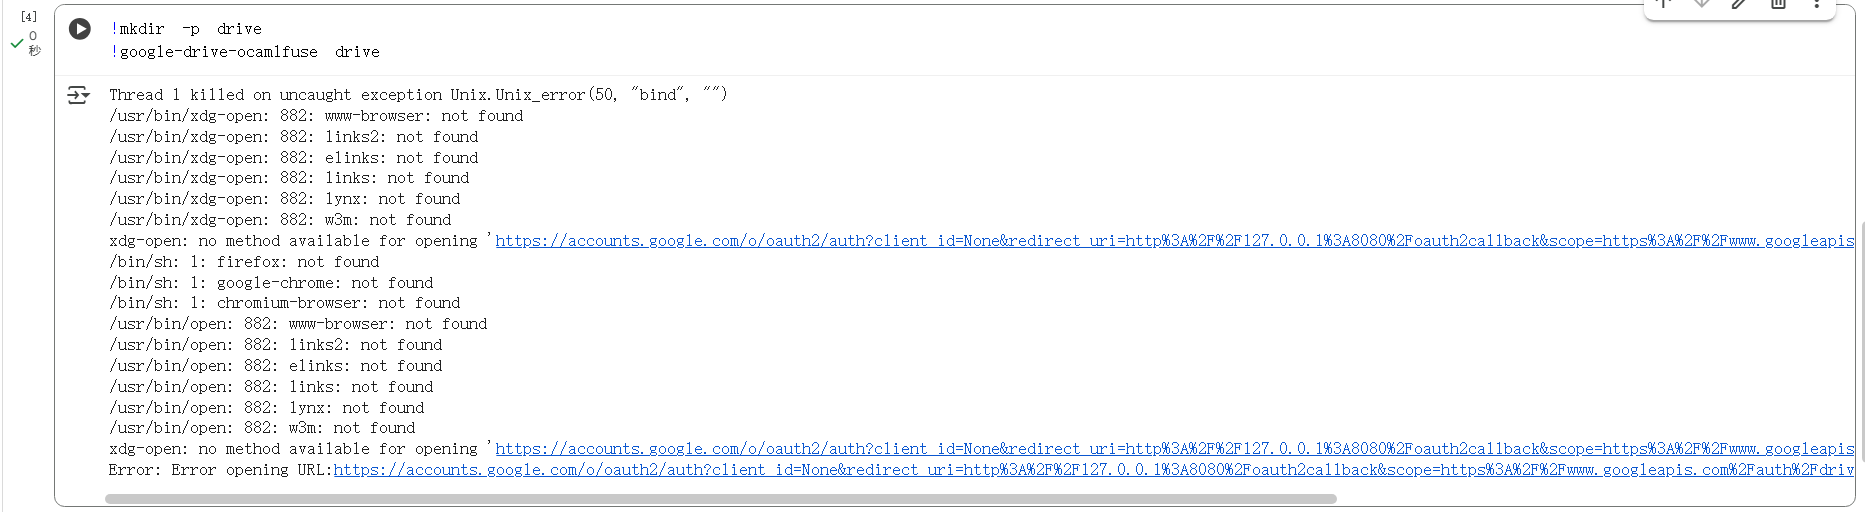 [4]
0
秒
!mkdir -p drive
!google-drive-ocamlfuse drive
Thread 1 killed on uncaught exception Unix.Unix_error(50, "bind", "")
/usr/bin/xdg-open: 882: www-browser: not found
/usr/bin/xdg-open: 882: links2: not found
/usr/bin/xdg-open: 882: elinks: not found
/usr/bin/xdg-open: 882: links: not found
/usr/bin/xdg-open: 882: lynx: not found
/usr/bin/xdg-open: 882: w3m: not found
xdg-open: no method available for opening 'https://accounts.google.com/o/oauth2/auth?client_id=None&redirect_uri=http%3A%2F%2F127.0.0.1%3A8080%2Foauth2callback&scope=https%3A%2F%2Fwww.googleapis
/bin/sh: 1: firefox: not found
/bin/sh: 1: google-chrome: not found
/bin/sh: 1: chromium-browser: not found
/usr/bin/open: 882: www-browser: not found
/usr/bin/open: 882: links2: not found
/usr/bin/open: 882: elinks: not found
/usr/bin/open: 882: links: not found
/usr/bin/open: 882: lynx: not found
/usr/bin/open: 882: w3m: not found
xdg-open: no method available for opening 'https://accounts.google.com/o/oauth2/auth?client_id=None&redirect_uri=http%3A%2F%2F127.0.0.1%3A8080%2Foauth2callback&scope=https%3A%2F%2Fwww.googleapis
Error: Error opening URL:https://accounts.google.com/o/oauth2/auth?client_id=None&redirect_uri=http%3A%2F%2F127.0.0.1%3A8080%2Foauth2callback&scope=https%3A%2F%2Fwww.googleapis.com%2Fauth%2Fdriv